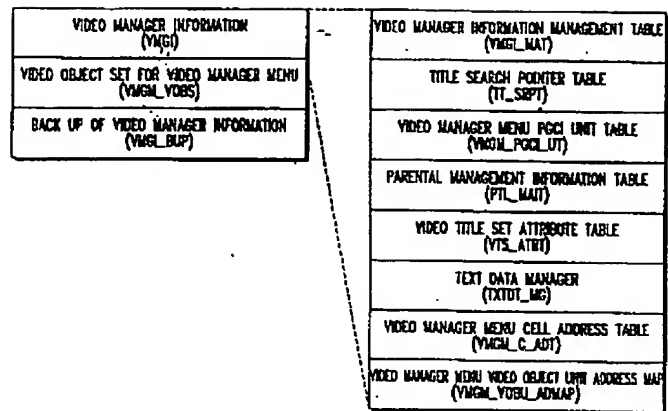 VIDEO MANAGER INFORMATION
(VMGI)
VIDEO OBJECT SET FOR VIDEO MANAGER MENU
(VMGM_VOBS)
BACK UP OF VIDEO MANAGER INFORMATION
(VMGI_BUP)
VIDEO MANAGER INFORMATION MANAGEMENT TABLE
(VMGI_MAT)
TITLE SEARCH POINTER TABLE
(TT_SRPT)
VIDEO MANAGER MENU PGCI UNIT TABLE
(VMGM_PGCI_UT)
PARENTAL MANAGEMENT INFORMATION TABLE
(PTL_MAIT)
VIDEO TITLE SET ATTRIBUTE TABLE
(VTS_ATRT)
TEXT DATA MANAGER
(TXTDT_MG)
VIDEO MANAGER MENU CELL ADDRESS TABLE
(VMGM_C_ADT)
VIDEO MANAGER MENU VIDEO OBJECT UNIT ADDRESS MAP
(VMGM_VOBU_ADMAP)